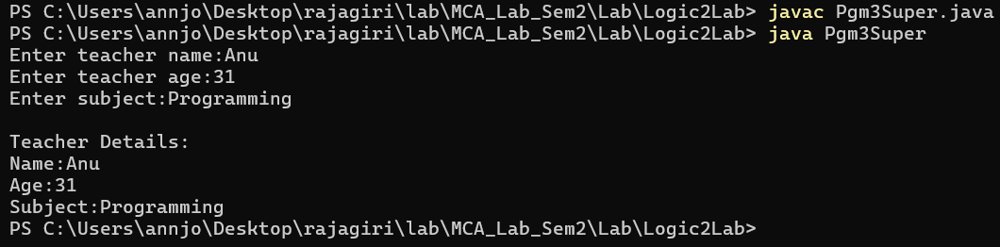 PS C:\Users\annjo\Desktop\rajagiri\lab\MCA_Lab_Sem2\Lab\Logic2Lab> javac Pgm3Super.java
PS C:\Users\annjo\Desktop\rajagiri\lab\MCA_Lab_Sem2\Lab\Logic2Lab> java Pgm3Super
Enter teacher name:Anu
Enter teacher age:31
Enter subject:Programming

Teacher Details:
Name:Anu
Age:31
Subject:Programming
PS C:\Users\annjo\Desktop\rajagiri\lab\MCA_Lab_Sem2\Lab\Logic2Lab>